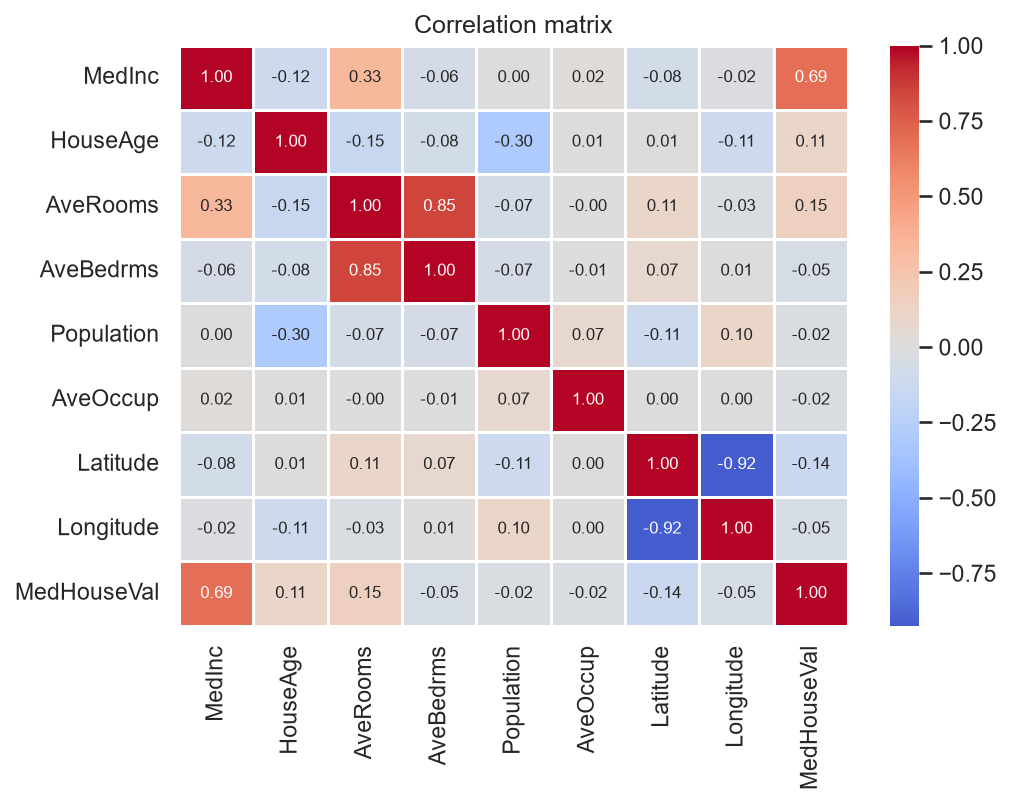 Correlation matrix
MedInc 1.00 -0.12 0.33 -0.06 0.00 0.02 -0.08 -0.02 0.69
HouseAge -0.12 1.00 -0.15 -0.08 -0.30 0.01 0.01 -0.11 0.11
AveRooms 0.33 -0.15 1.00 0.85 -0.07 -0.00 0.11 -0.03 0.15
AveBedrms -0.06 -0.08 0.85 1.00 -0.07 -0.01 0.07 0.01 -0.05
Population 0.00 -0.30 -0.07 -0.07 1.00 0.07 -0.11 0.10 -0.02
AveOccup 0.02 0.01 -0.00 -0.01 0.07 1.00 0.00 0.00 -0.02
Latitude -0.08 0.01 0.11 0.07 -0.11 0.00 1.00 -0.92 -0.14
Longitude -0.02 -0.11 -0.03 0.01 0.10 0.00 -0.92 1.00 -0.05
MedHouseVal 0.69 0.11 0.15 -0.05 -0.02 -0.02 -0.14 -0.05 1.00
MedInc HouseAge AveRooms AveBedrms Population AveOccup Latitude Longitude MedHouseVal
1.00
0.75
0.50
0.25
0.00
−0.25
−0.50
−0.75